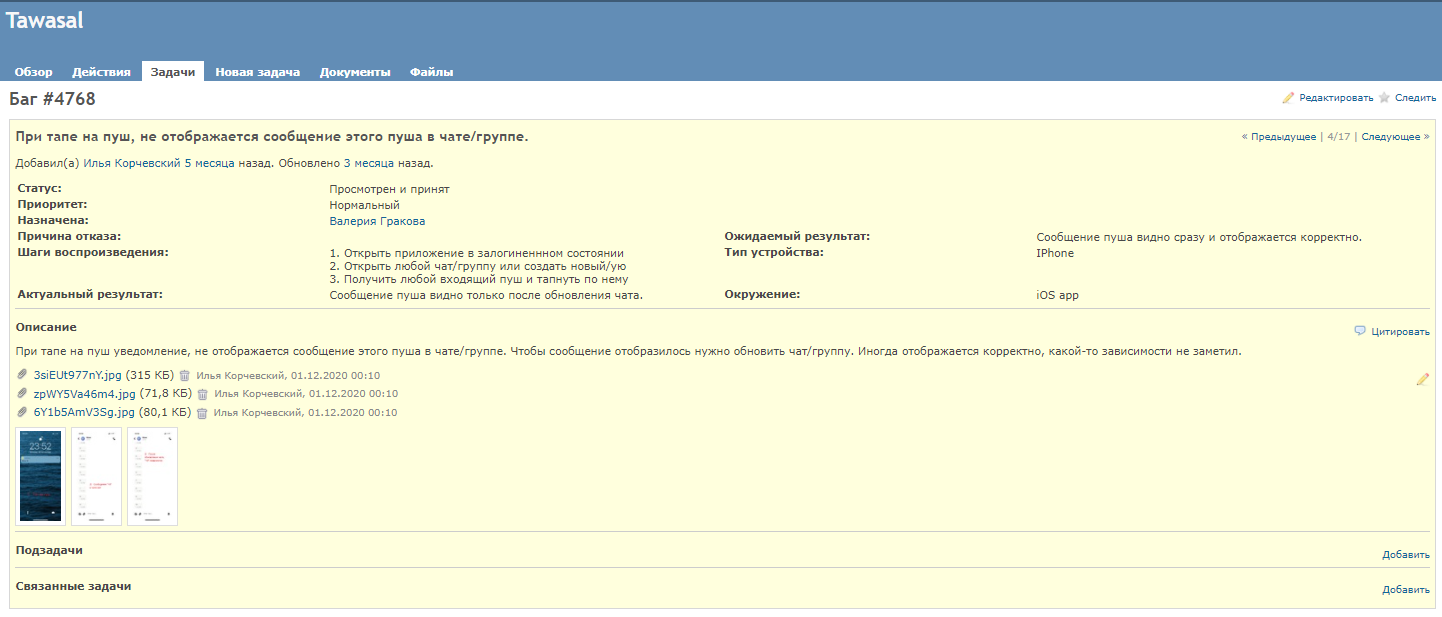 Tawasal
Обзор Действия Задачи Новая задача Документы Файлы
Баг #4768
Редактировать Следить
При тапе на пуш, не отображается сообщение этого пуша в чате/группе.
« Предыдущее | 4/17 | Следующее »
Добавил(а) Илья Корчевский 5 месяца назад. Обновлено 3 месяца назад.
Статус: Просмотрен и принят
Приоритет: Нормальный
Назначена: Валерия Гракова
Причина отказа: Ожидаемый результат: Сообщение пуша видно сразу и отображается корректно.
Шаги воспроизведения: 1. Открыть приложение в залогиненном состоянии Тип устройства: IPhone
2. Открыть любой чат/группу или создать новый/ую
3. Получить любой входящий пуш и тапнуть по нему
Актуальный результат: Сообщение пуша видно только после обновления чата. Окружение: iOS app
Описание
Цитировать
При тапе на пуш уведомление, не отображается сообщение этого пуша в чате/группе. Чтобы сообщение отобразилось нужно обновить чат/группу. Иногда отображается корректно, какой-то зависимости не заметил.
3siEUt977nY.jpg (315 КБ) Илья Корчевский, 01.12.2020 00:10
zpWY5Va46m4.jpg (71,8 КБ) Илья Корчевский, 01.12.2020 00:10
6Y1b5AmV3Sg.jpg (80,1 КБ) Илья Корчевский, 01.12.2020 00:10
23:52
Подзадачи
Добавить
Связанные задачи
Добавить